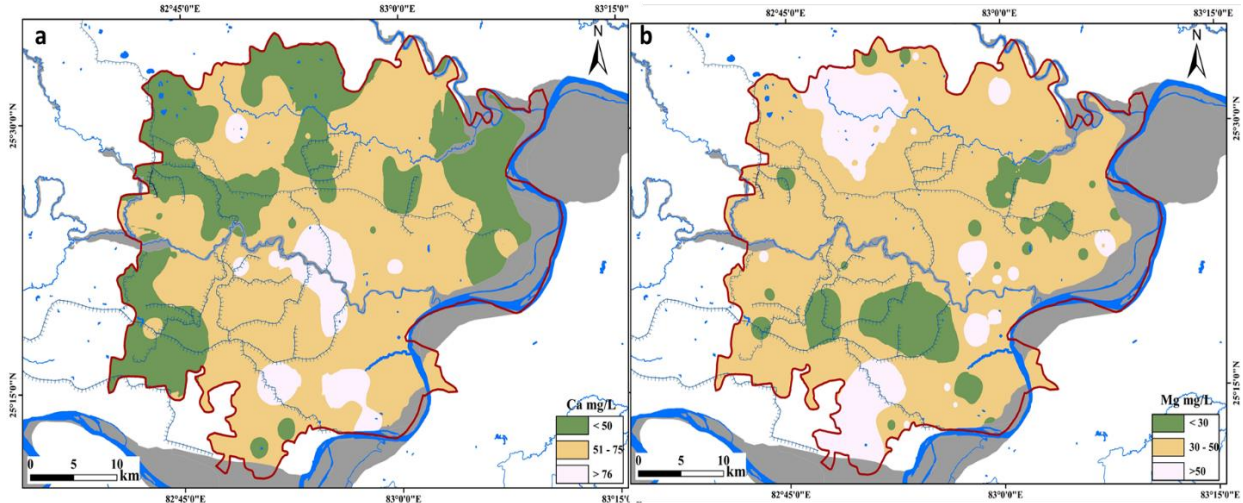 82°45'0"E 83°0'0"E 83°15'0"E
a
N
25°30'0"N
25°15'0"N
Ca mg/L
< 50
51 - 75
> 76
0 5 10
km
82°45'0"E 83°0'0"E 83°15'0"E
82°45'0"E 83°0'0"E 83°15'0"E
b
N
25°30'0"N
25°15'0"N
Mg mg/L
< 30
30 - 50
>50
0 5 10
km
82°45'0"E 83°0'0"E 83°15'0"E